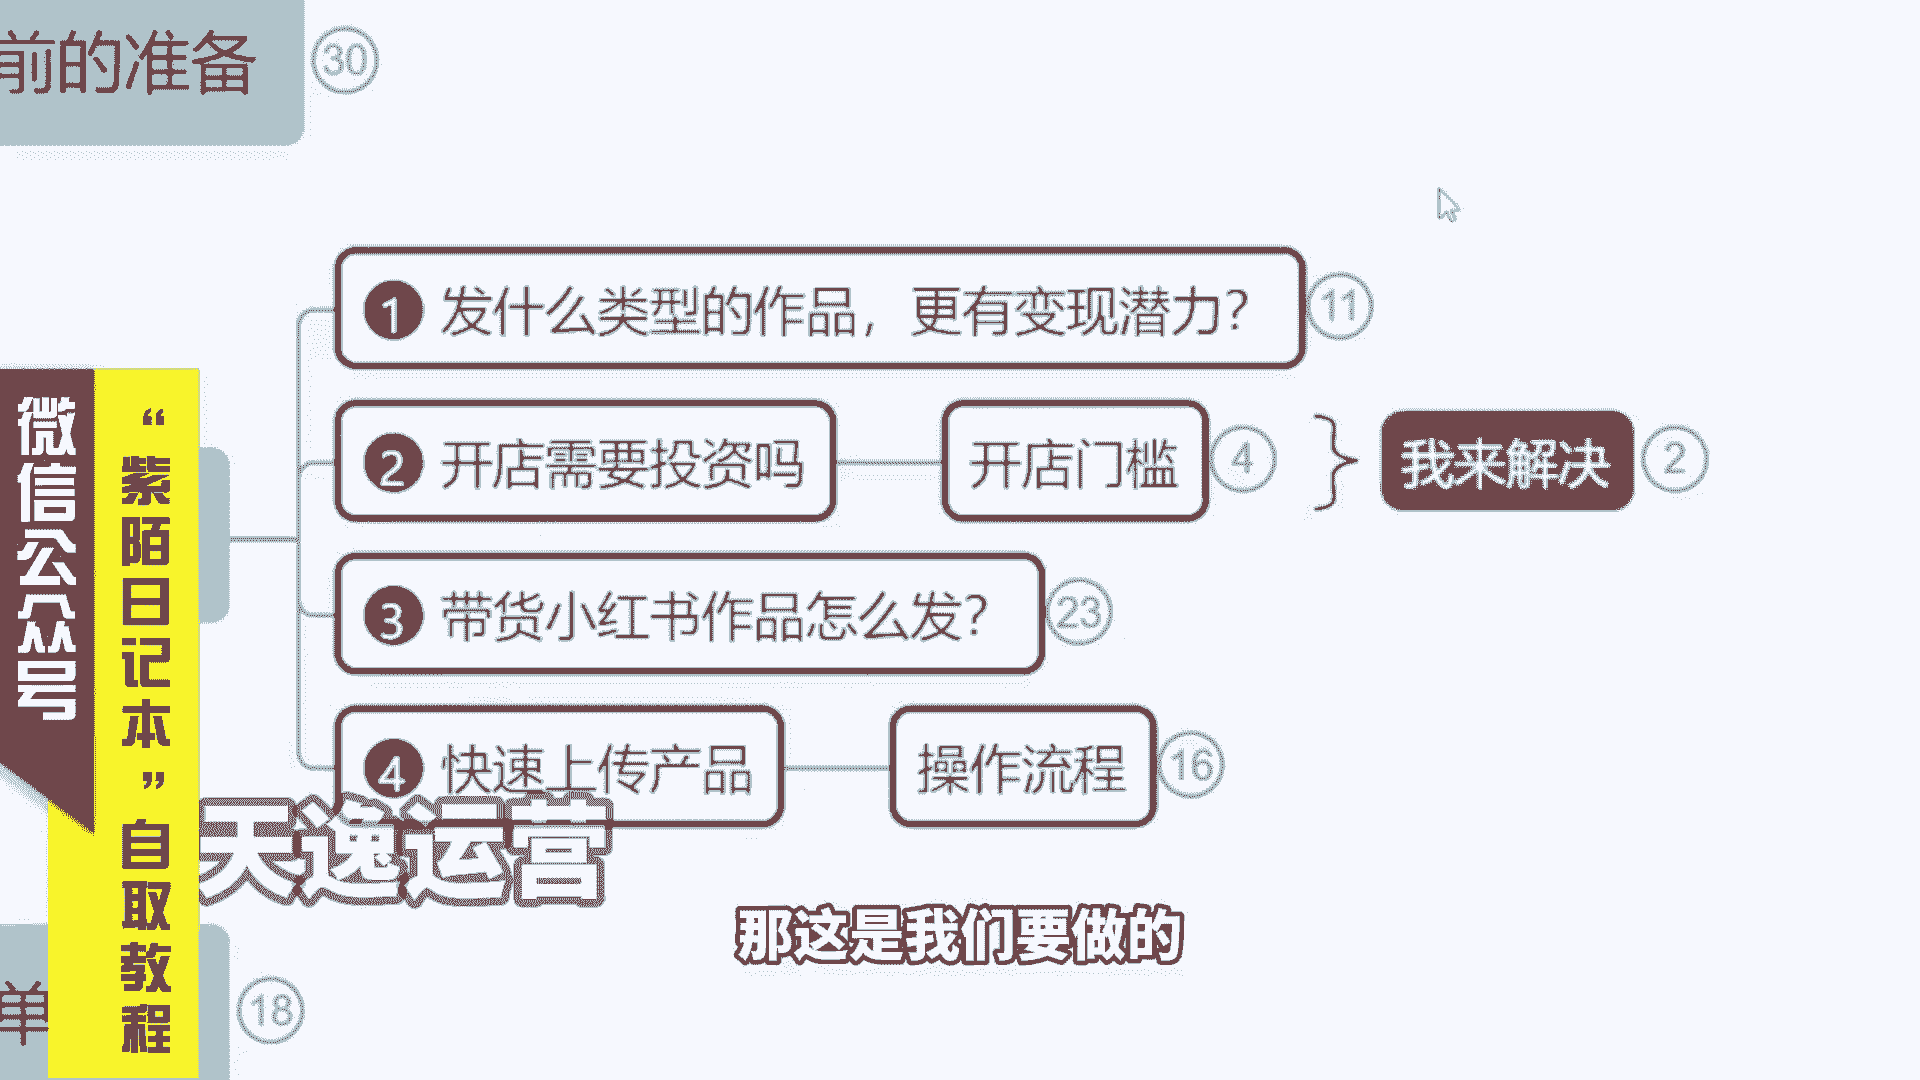 前的准备
30
1 发什么类型的作品，更有变现潜力？
11
2 开店需要投资吗
开店门槛
4
我来解决
2
3 带货小红书作品怎么发？
23
4 快速上传产品
操作流程
16
微信公众号
“紫陌日记本”自取教程
天逸运营
那这是我们要做的
单
18